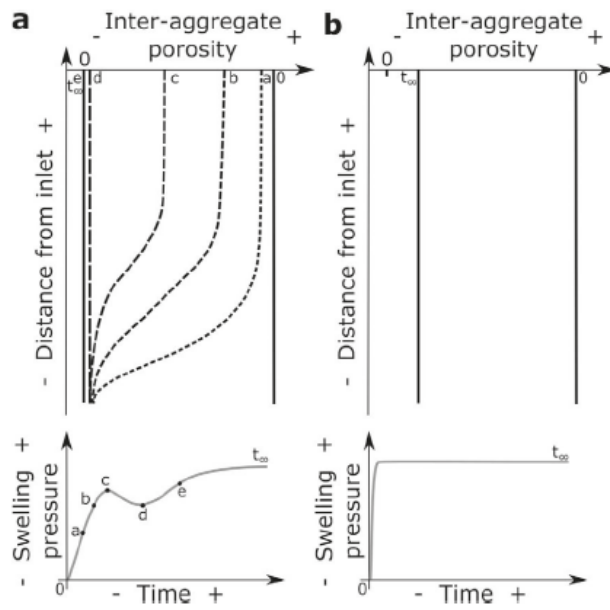 a
Inter-aggregate
- porosity +
0
e d c b a 0
t∞
- Distance from inlet +
- Swelling +
pressure
a b c d e t∞
0 - Time +
b
Inter-aggregate
- porosity +
0
t∞ 0
- Distance from inlet +
- Swelling +
pressure
t∞
0 - Time +